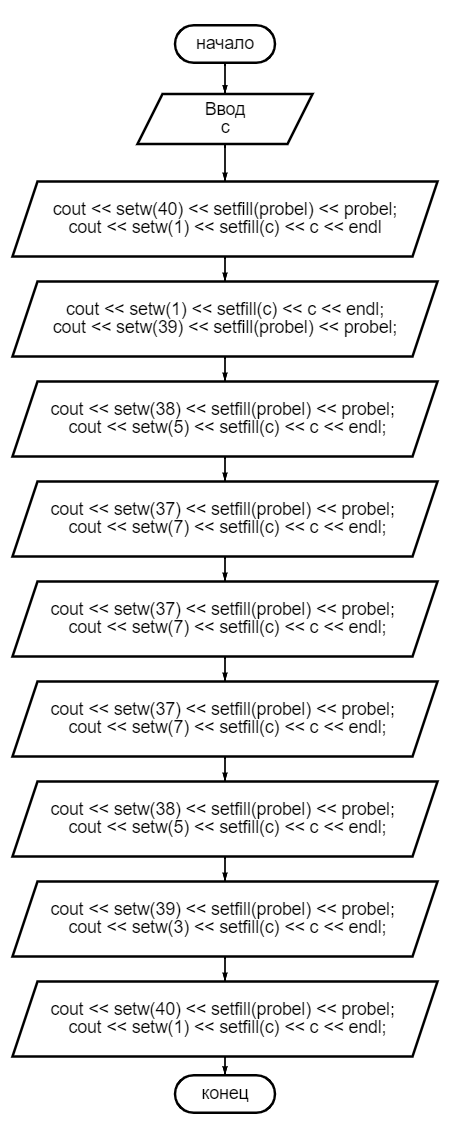 начало
Ввод
c
cout << setw(40) << setfill(probel) << probel;
cout << setw(1) << setfill(c) << c << endl
cout << setw(1) << setfill(c) << c << endl;
cout << setw(39) << setfill(probel) << probel;
cout << setw(38) << setfill(probel) << probel;
cout << setw(5) << setfill(c) << c << endl;
cout << setw(37) << setfill(probel) << probel;
cout << setw(7) << setfill(c) << c << endl;
cout << setw(37) << setfill(probel) << probel;
cout << setw(7) << setfill(c) << c << endl;
cout << setw(37) << setfill(probel) << probel;
cout << setw(7) << setfill(c) << c << endl;
cout << setw(38) << setfill(probel) << probel;
cout << setw(5) << setfill(c) << c << endl;
cout << setw(39) << setfill(probel) << probel;
cout << setw(3) << setfill(c) << c << endl;
cout << setw(40) << setfill(probel) << probel;
cout << setw(1) << setfill(c) << c << endl;
конец